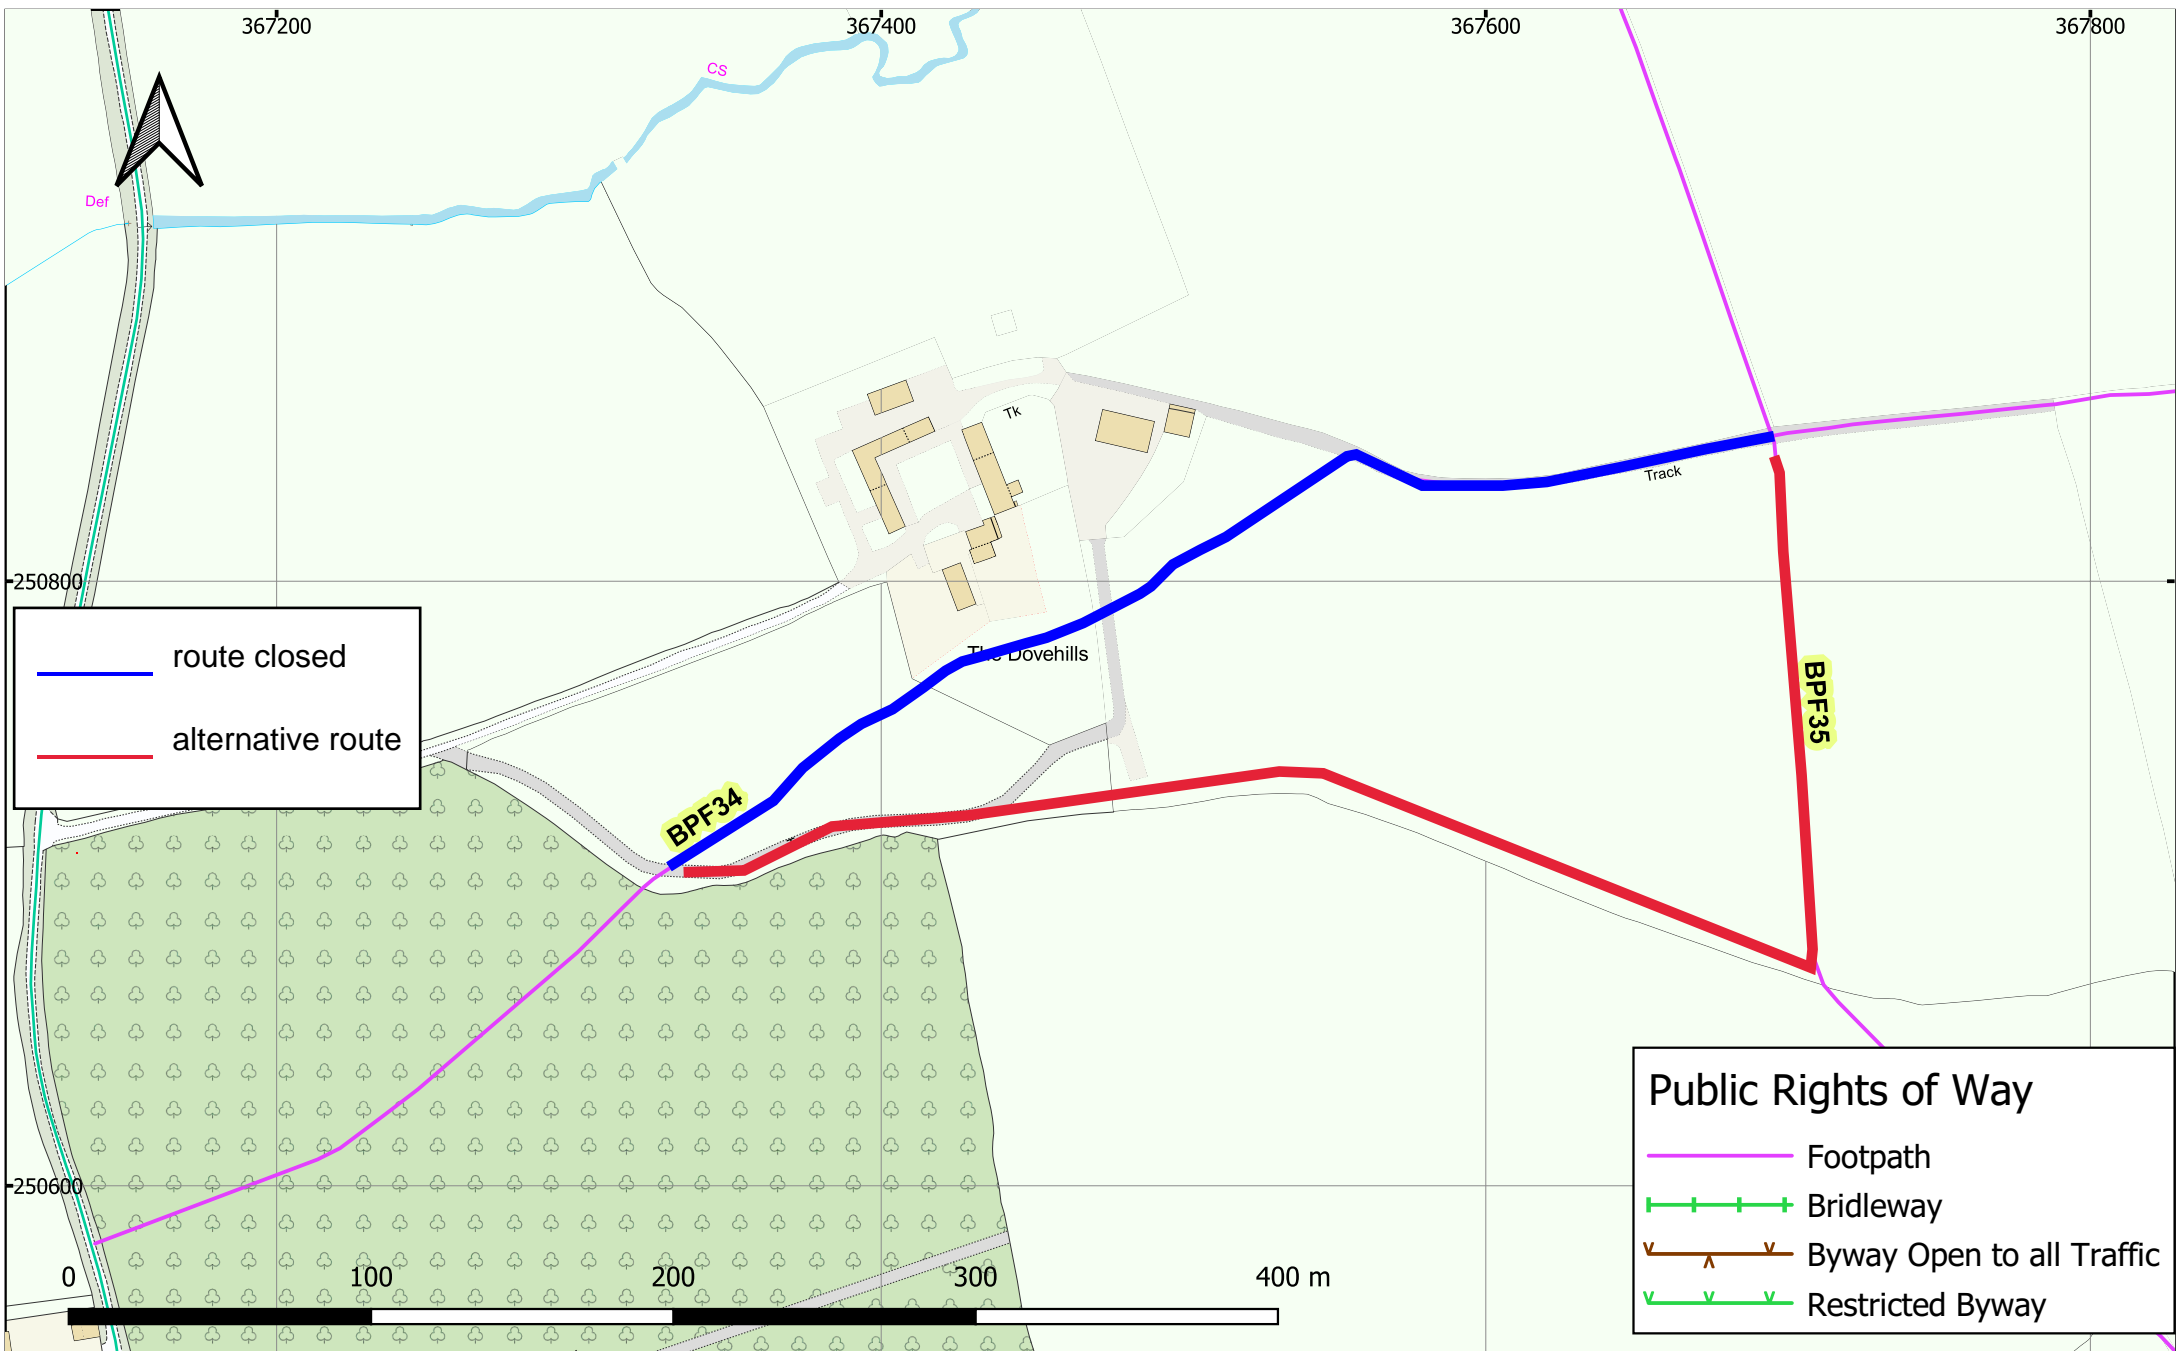 367200
367400
367600
367800
CS
Def
Tk
Track
250800
route closed
The Dovehills
BPF35
alternative route
BPF34
Public Rights of Way
Footpath
250600
Bridleway
Byway Open to all Traffic
0 100 200 300 400 m
Restricted Byway